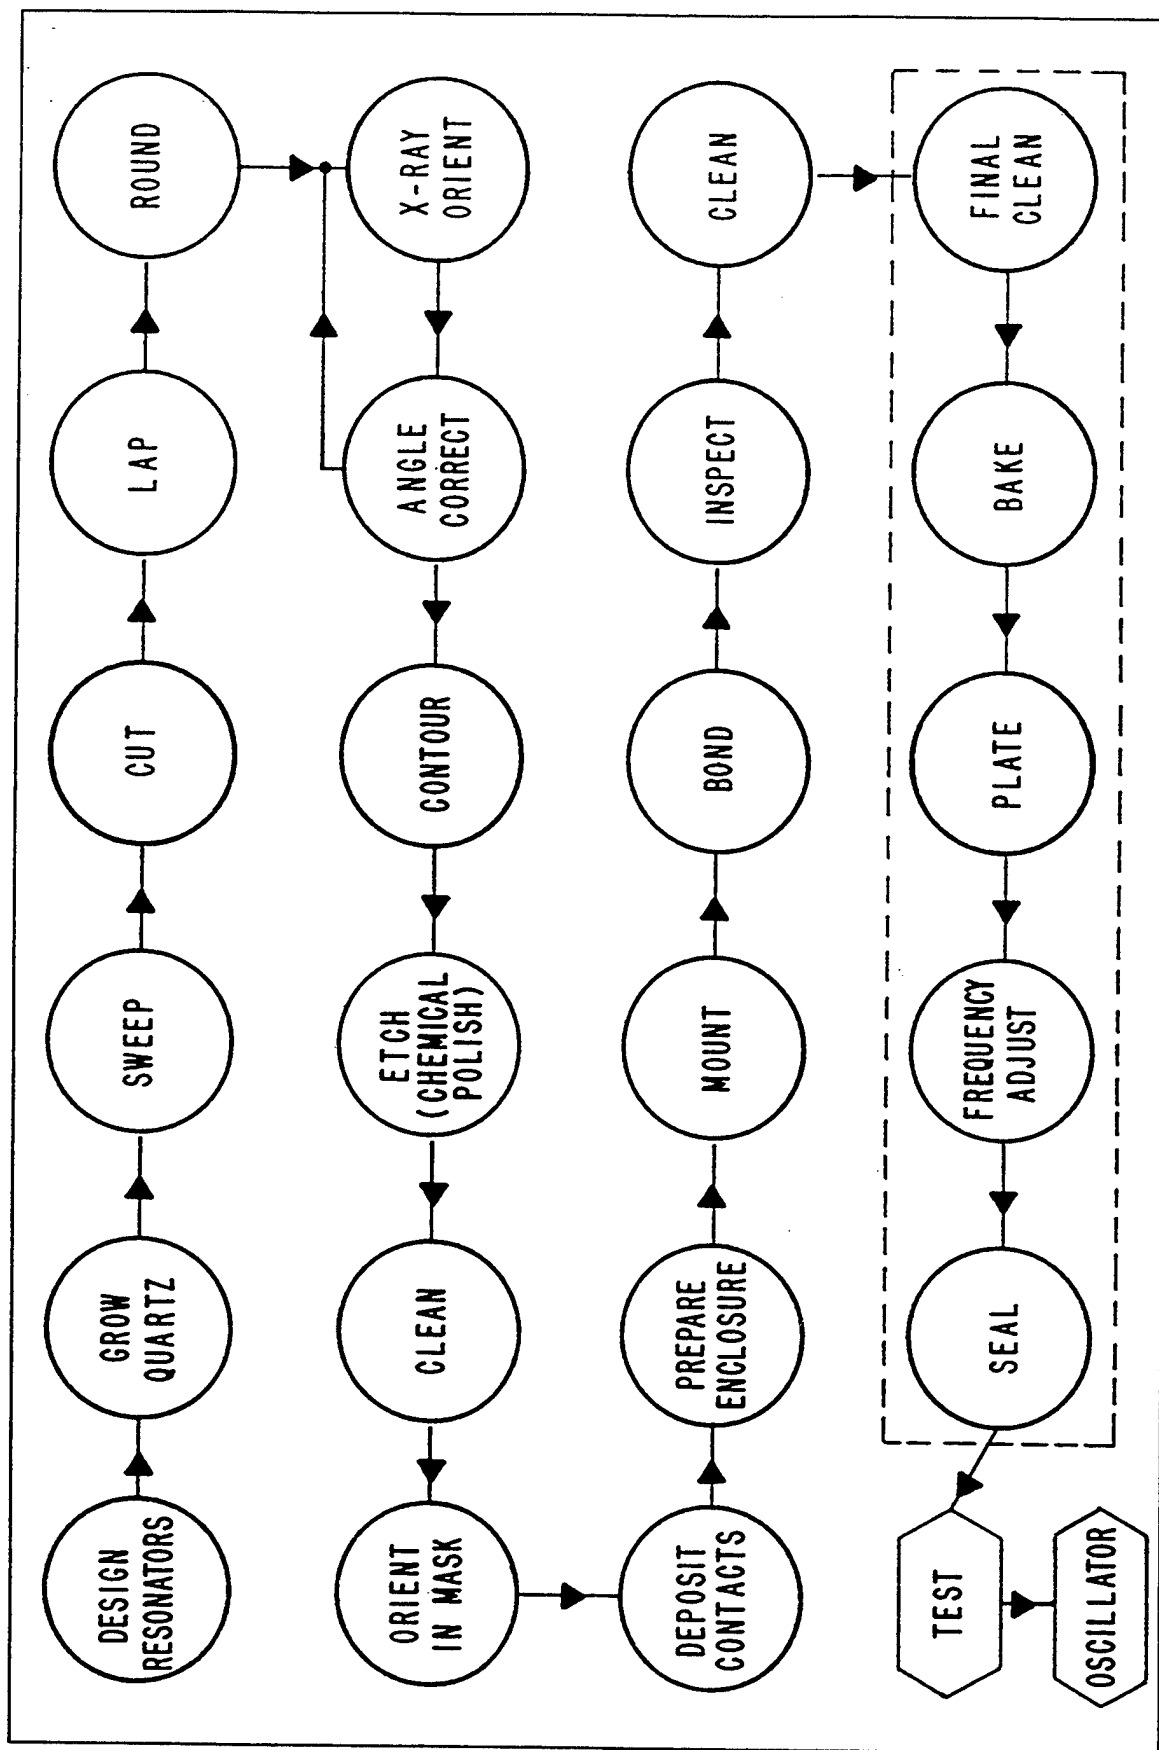 DESIGN
RESONATORS
GROW
QUARTZ
SWEEP
CUT
LAP
ROUND
X-RAY
ORIENT
ANGLE
CORRECT
CONTOUR
ETCH
(CHEMICAL
POLISH)
CLEAN
ORIENT
IN MASK
DEPOSIT
CONTACTS
PREPARE
ENCLOSURE
MOUNT
BOND
INSPECT
CLEAN
FINAL
CLEAN
BAKE
PLATE
FREQUENCY
ADJUST
SEAL
TEST
OSCILLATOR